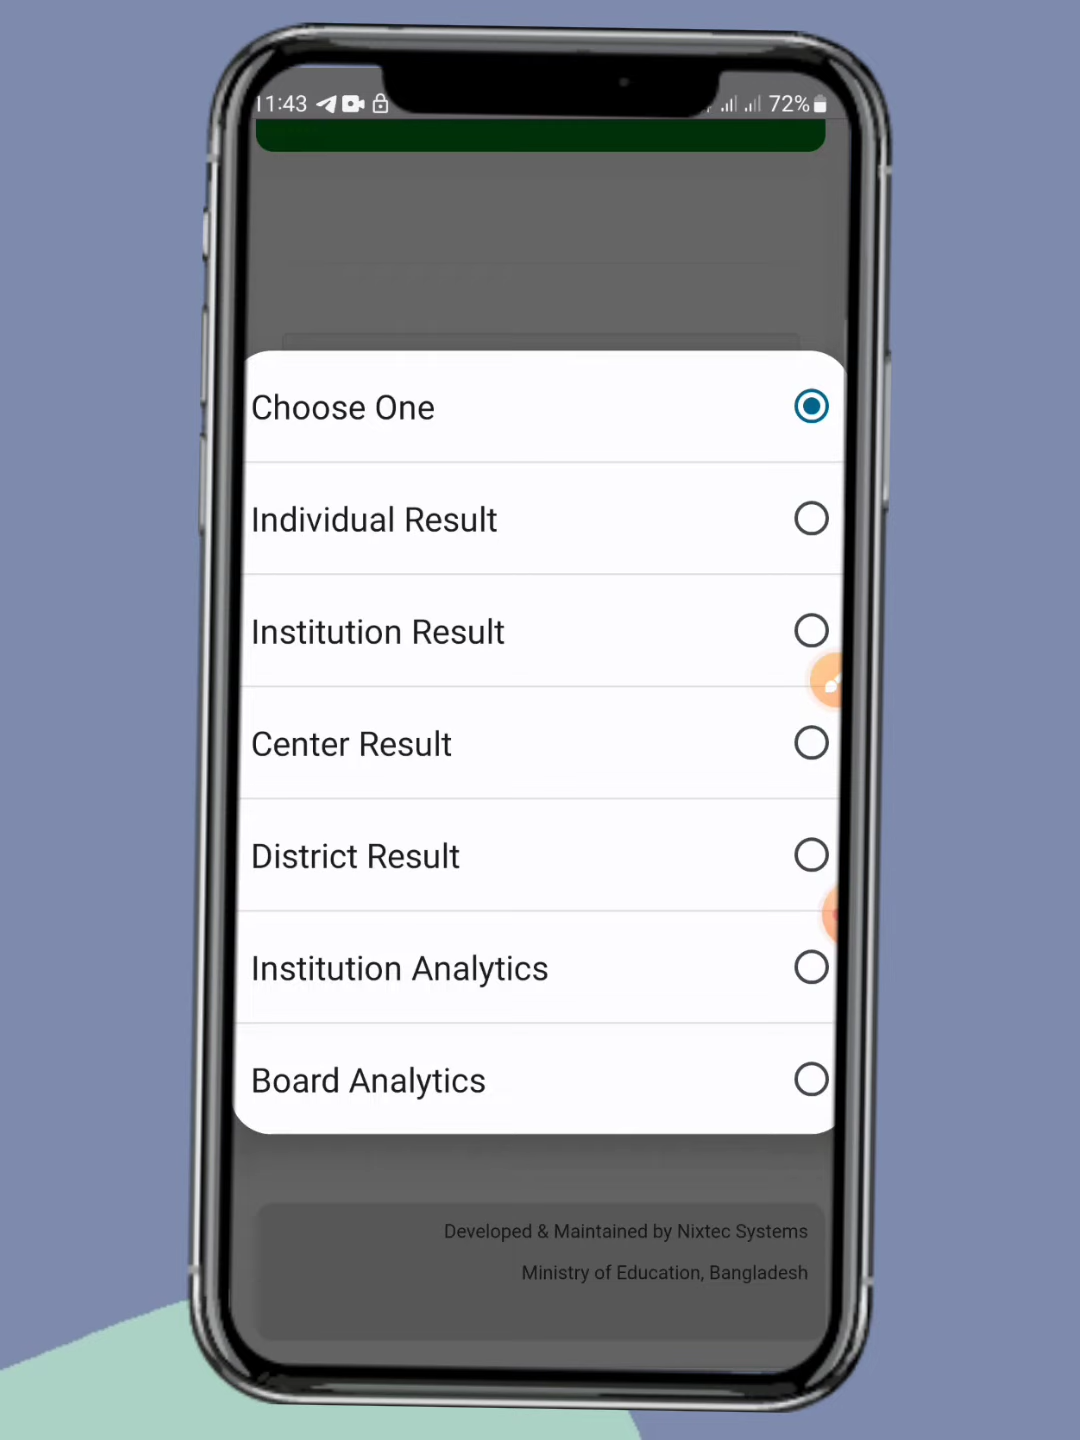 11:43 72%
Choose One
Individual Result
Institution Result
Center Result
District Result
Institution Analytics
Board Analytics
Developed & Maintained by Nixtec Systems
Ministry of Education, Bangladesh